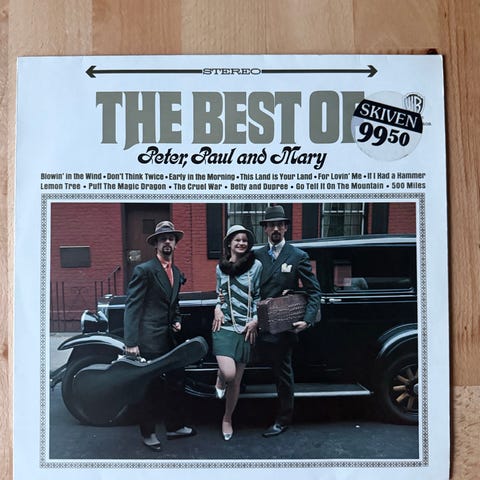 STEREO
THE BEST OF
SKIVEN
99.50
Peter, Paul and Mary
Blowin' in the Wind • Don't Think Twice • Early in the Morning • This Land is Your Land • For Lovin' Me • If I Had a Hammer
Lemon Tree • Puff The Magic Dragon • The Cruel War • Betty and Dupree • Go Tell It On The Mountain • 500 Miles